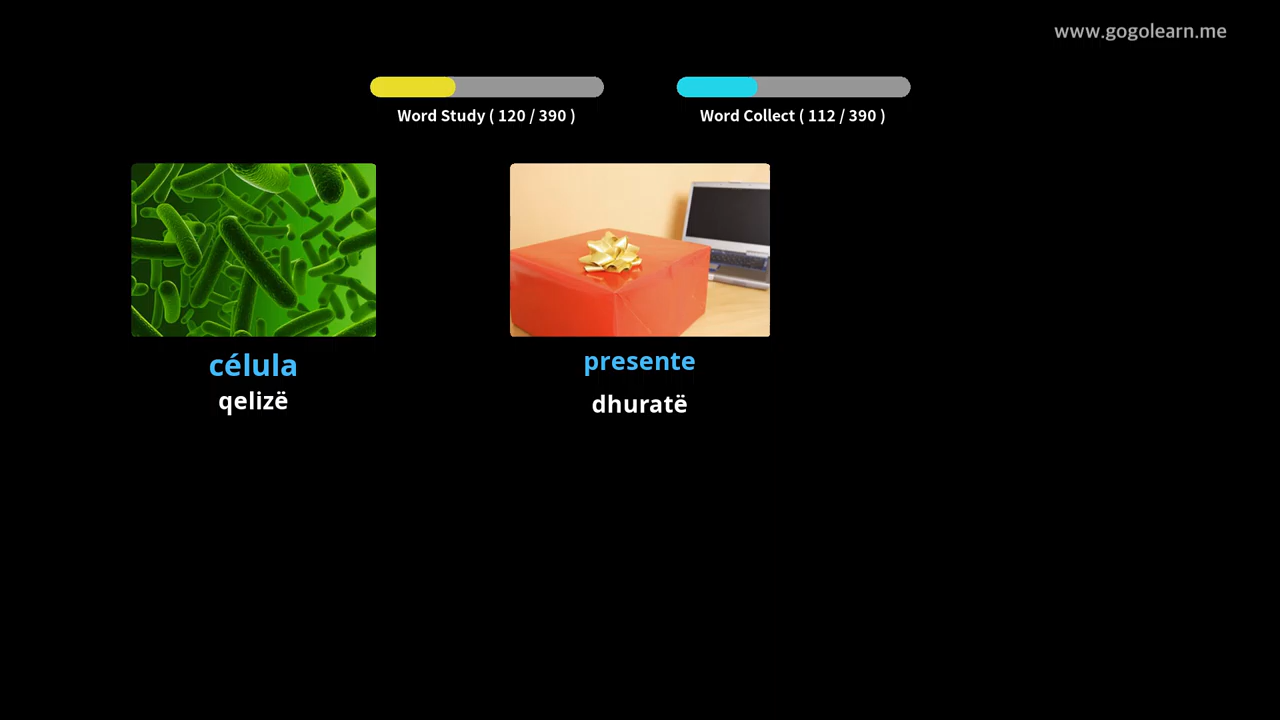 www.gogolearn.me
Word Study ( 120 / 390 )
Word Collect ( 112 / 390 )
célula
qelizë
presente
dhuratë